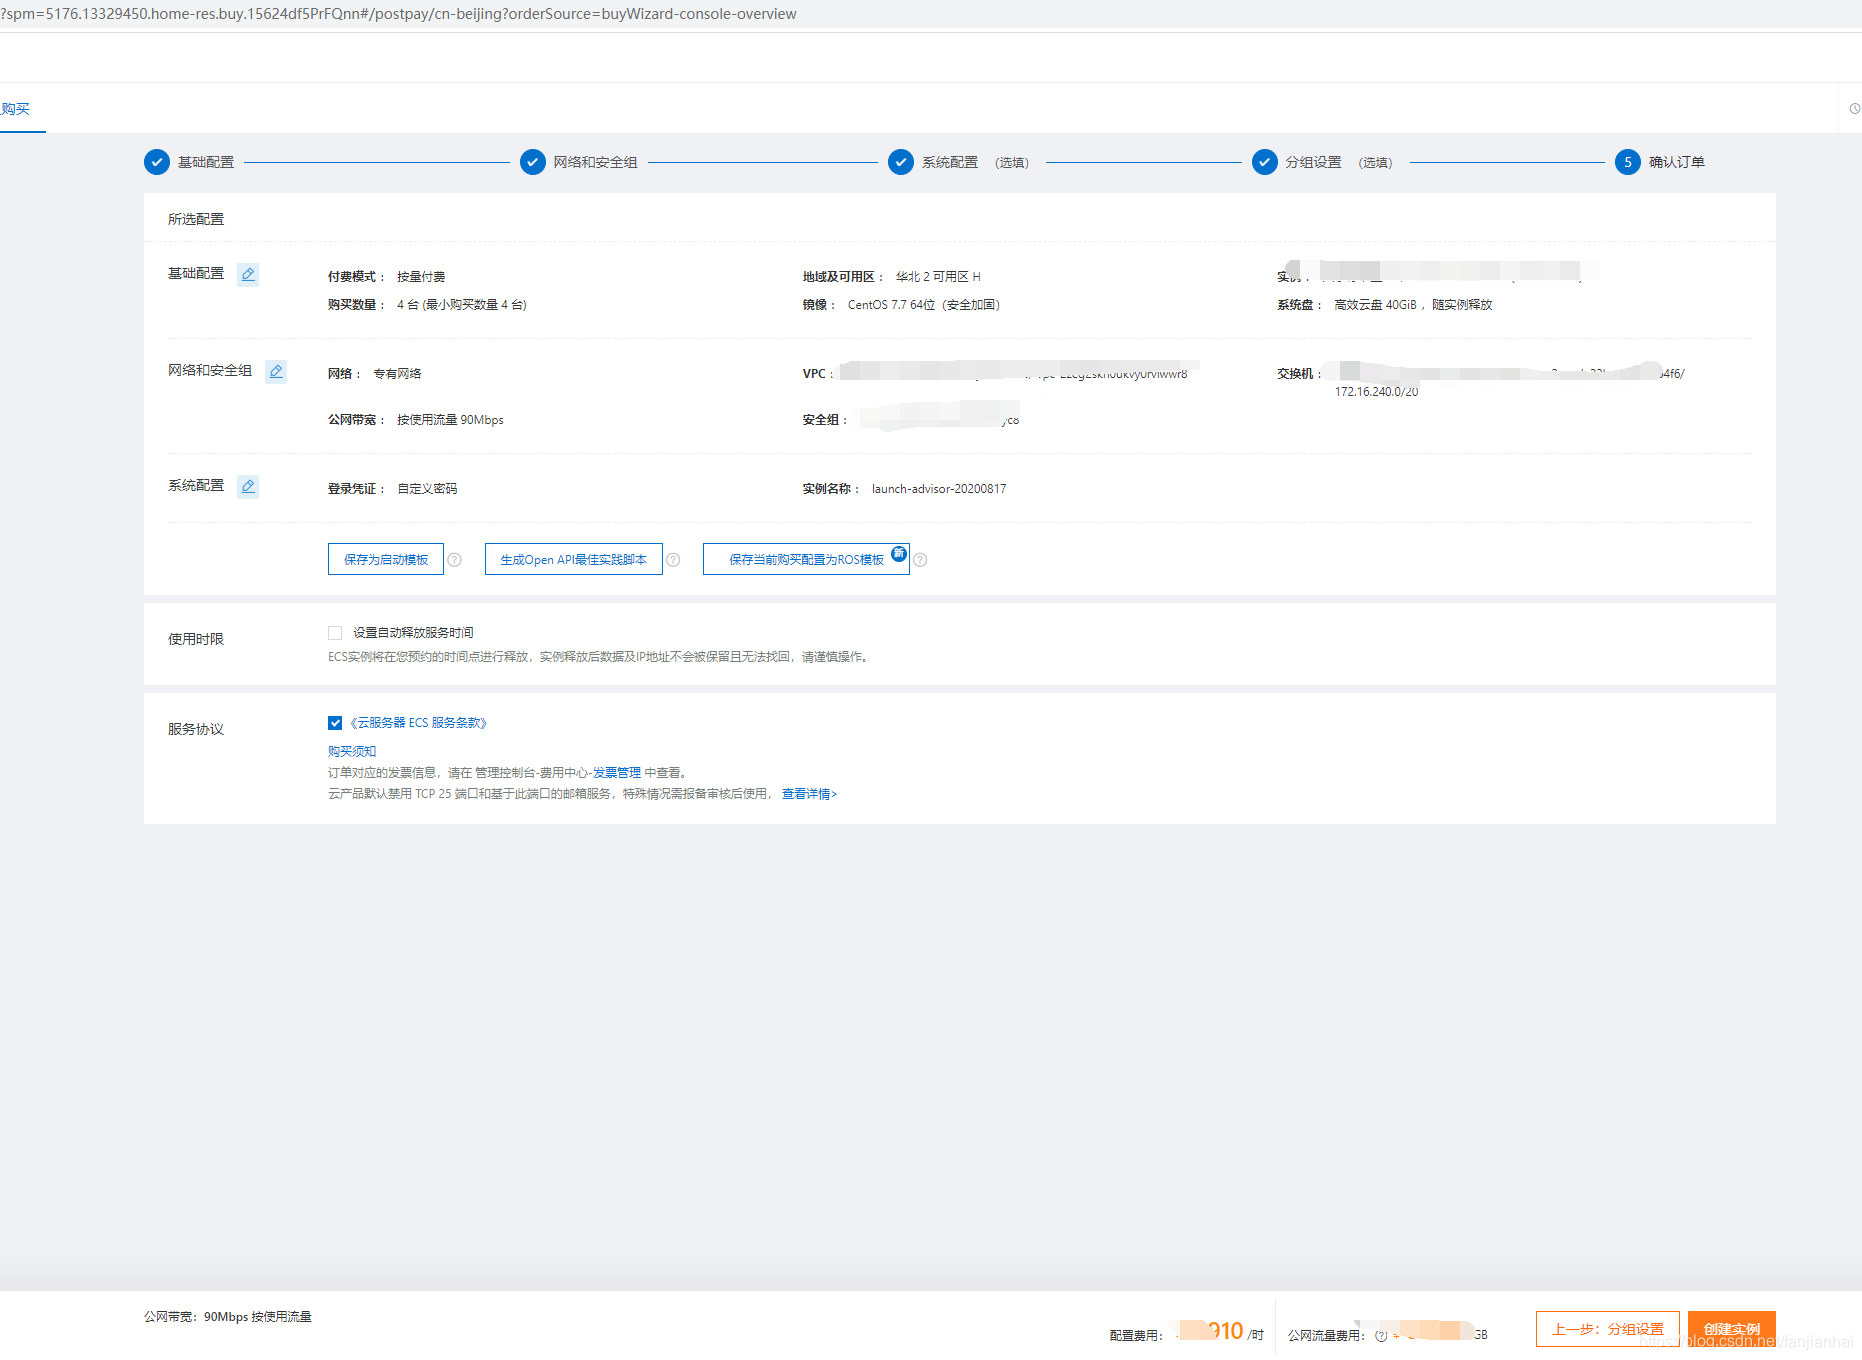 ?spm=5176.13329450.home-res.buy.15624df5PrFQnn#/postpay/cn-beijing?orderSource=buyWizard-console-overview
购买
基础配置 网络和安全组 系统配置 (选填) 分组设置 (选填) 5 确认订单
所选配置
基础配置
付费模式： 按量付费 地域及可用区： 华北 2 可用区 H
购买数量： 4 台 (最小购买数量 4 台) 镜像： CentOS 7.7 64位（安全加固） 系统盘： 高效云盘 40GiB ，随实例释放
网络和安全组
网络： 专有网络 VPC： 交换机： 4f6/
172.16.240.0/20
公网带宽： 按使用流量 90Mbps 安全组： yc8
系统配置
登录凭证： 自定义密码 实例名称： launch-advisor-20200817
保存为启动模板 ? 生成Open API最佳实践脚本 ? 保存当前购买配置为ROS模板 新 ?
使用时限
设置自动释放服务时间
ECS实例将在您预约的时间点进行释放，实例释放后数据及IP地址不会被保留且无法找回，请谨慎操作。
服务协议
《云服务器 ECS 服务条款》
购买须知
订单对应的发票信息，请在 管理控制台-费用中心-发票管理 中查看。
云产品默认禁用 TCP 25 端口和基于此端口的邮箱服务，特殊情况需报备审核后使用， 查看详情>
公网带宽：90Mbps 按使用流量
配置费用： 910 /时 公网流量费用： ? GB 上一步：分组设置 创建实例
https://blog.csdn.net/fanjianhai